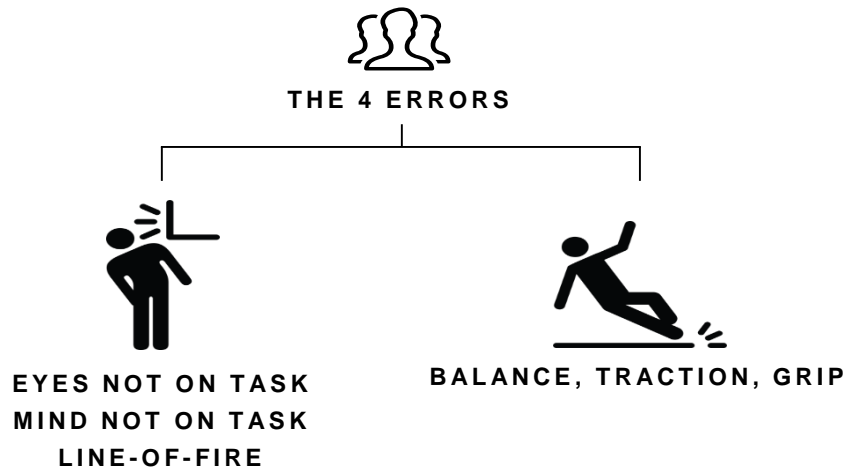 THE 4 ERRORS
EYES NOT ON TASK
MIND NOT ON TASK
LINE-OF-FIRE
BALANCE, TRACTION, GRIP